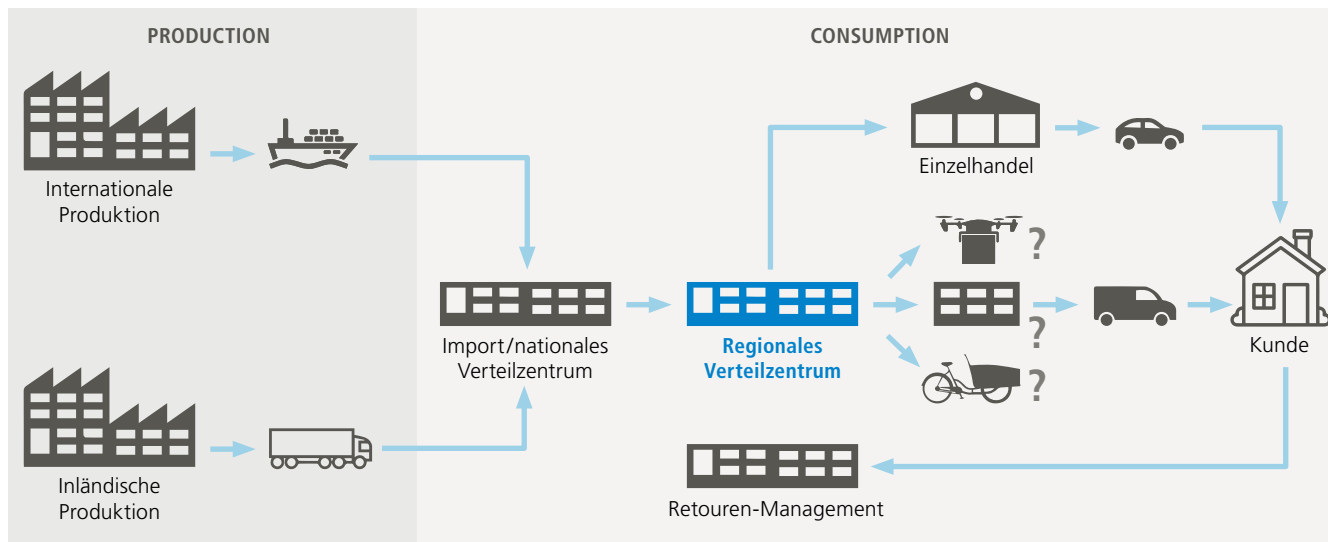 PRODUCTION
CONSUMPTION
Internationale
Produktion
Einzelhandel
?
Import/nationales
Verteilzentrum
Regionales
Verteilzentrum
?
Kunde
?
Inländische
Produktion
Retouren-Management